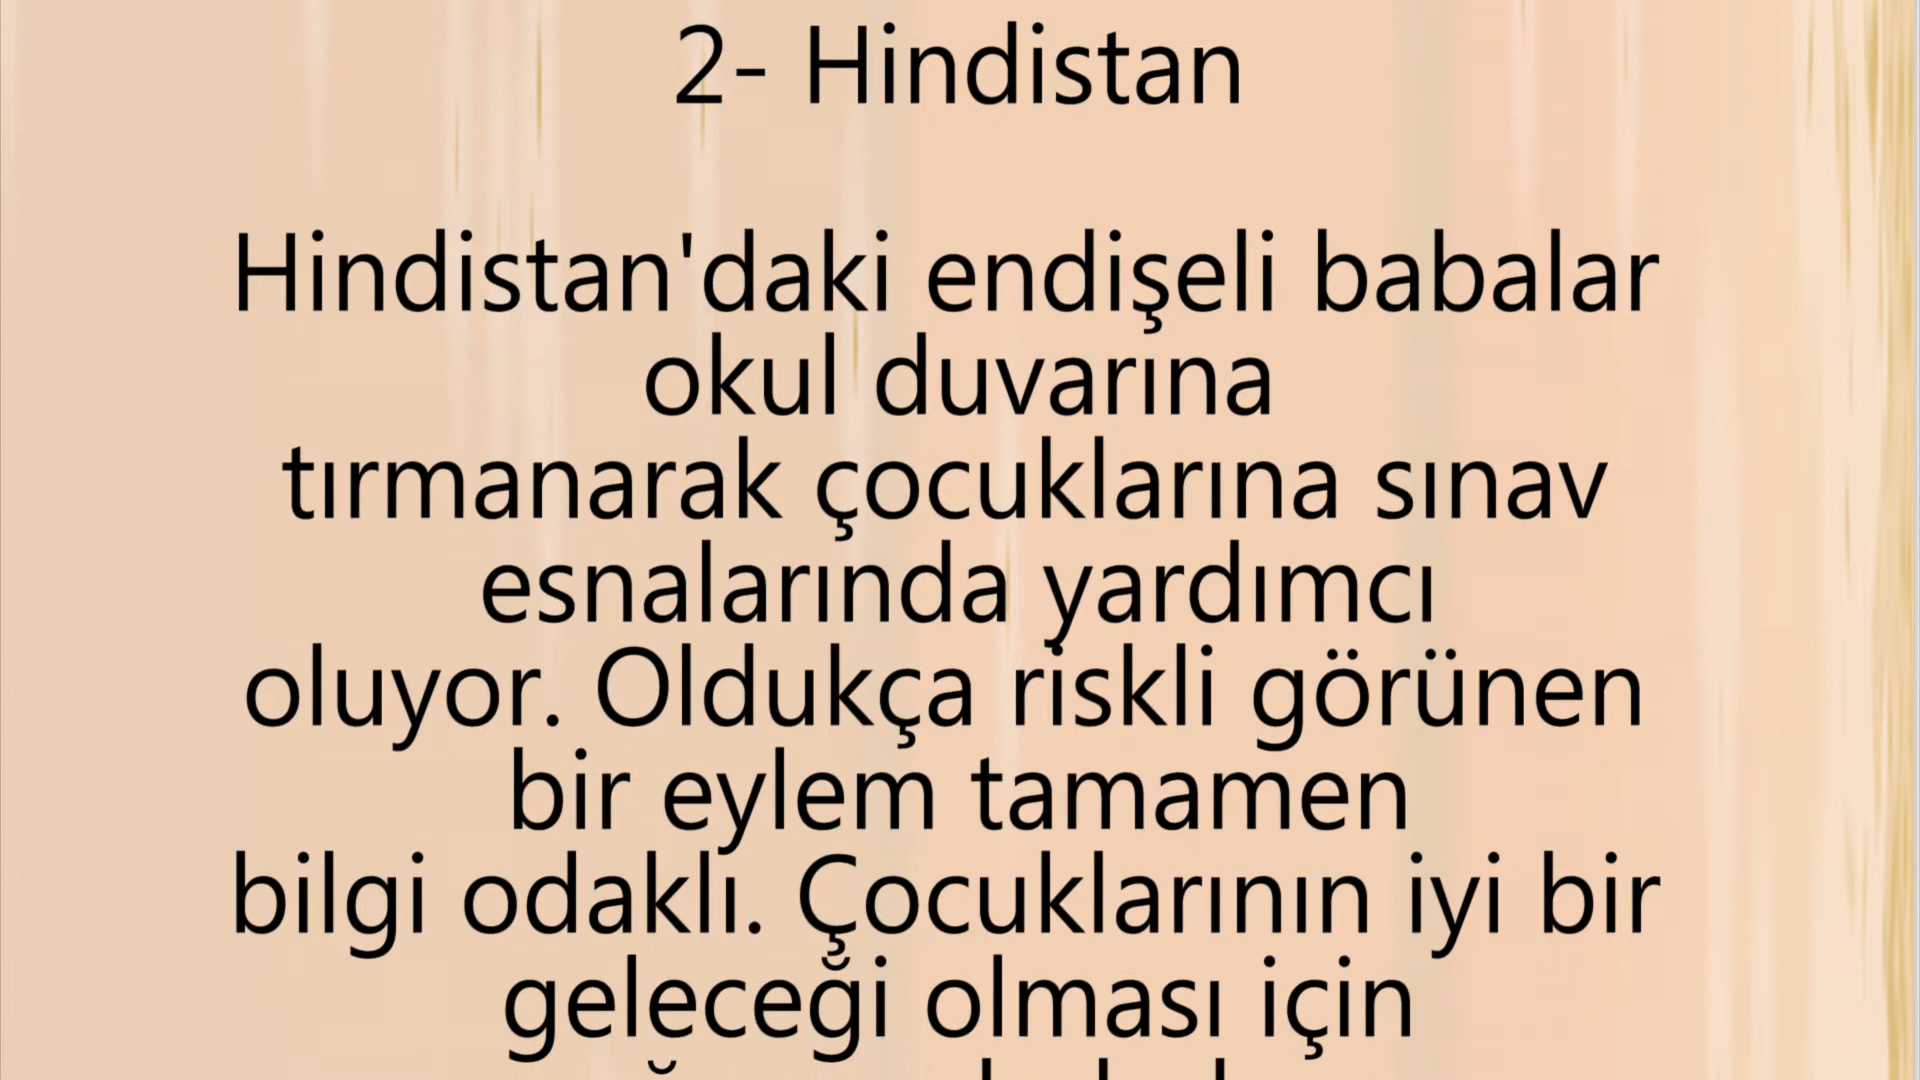 2- Hindistan
Hindistan'daki endişeli babalar
okul duvarına
tırmanarak çocuklarına sınav
esnalarında yardımcı
oluyor. Oldukça riskli görünen
bir eylem tamamen
bilgi odaklı. Çocuklarının iyi bir
geleceği olması için